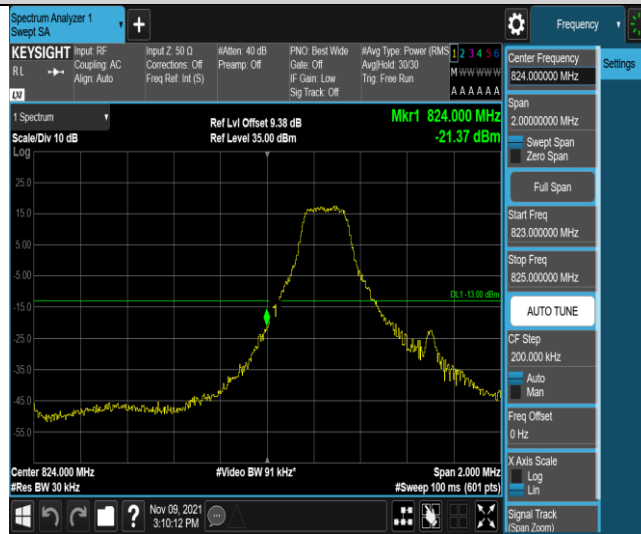 Spectrum Analyzer 1
Swept SA
Frequency
KEYSIGHT
RL
LXI
Input: RF
Coupling: AC
Align: Auto
Input Z: 50 Ω
Corrections: Off
Freq Ref: Int (S)
#Atten: 40 dB
Preamp: Off
PNO: Best Wide
Gate: Off
IF Gain: Low
Sig Track: Off
#Avg Type: Power (RMS
Avg|Hold: 30/30
Trig: Free Run
1 2 3 4 5 6
M W W W W W
A A A A A A
1 Spectrum
Scale/Div 10 dB
Log
Ref Lvl Offset 9.38 dB
Ref Level 35.00 dBm
Mkr1 824.000 MHz
-21.37 dBm
25.0
15.0
5.00
-5.00
-15.0
-25.0
-35.0
-45.0
-55.0
DL1 -13.00 dBm
1
Center 824.000 MHz
#Res BW 30 kHz
#Video BW 91 kHz*
Span 2.000 MHz
#Sweep 100 ms (601 pts)
Nov 09, 2021
3:10:12 PM
Center Frequency
824.000000 MHz
Settings
Span
2.00000000 MHz
Swept Span
Zero Span
Full Span
Start Freq
823.000000 MHz
Stop Freq
825.000000 MHz
AUTO TUNE
CF Step
200.000 kHz
Auto
Man
Freq Offset
0 Hz
X Axis Scale
Log
Lin
Signal Track
(Span Zoom)